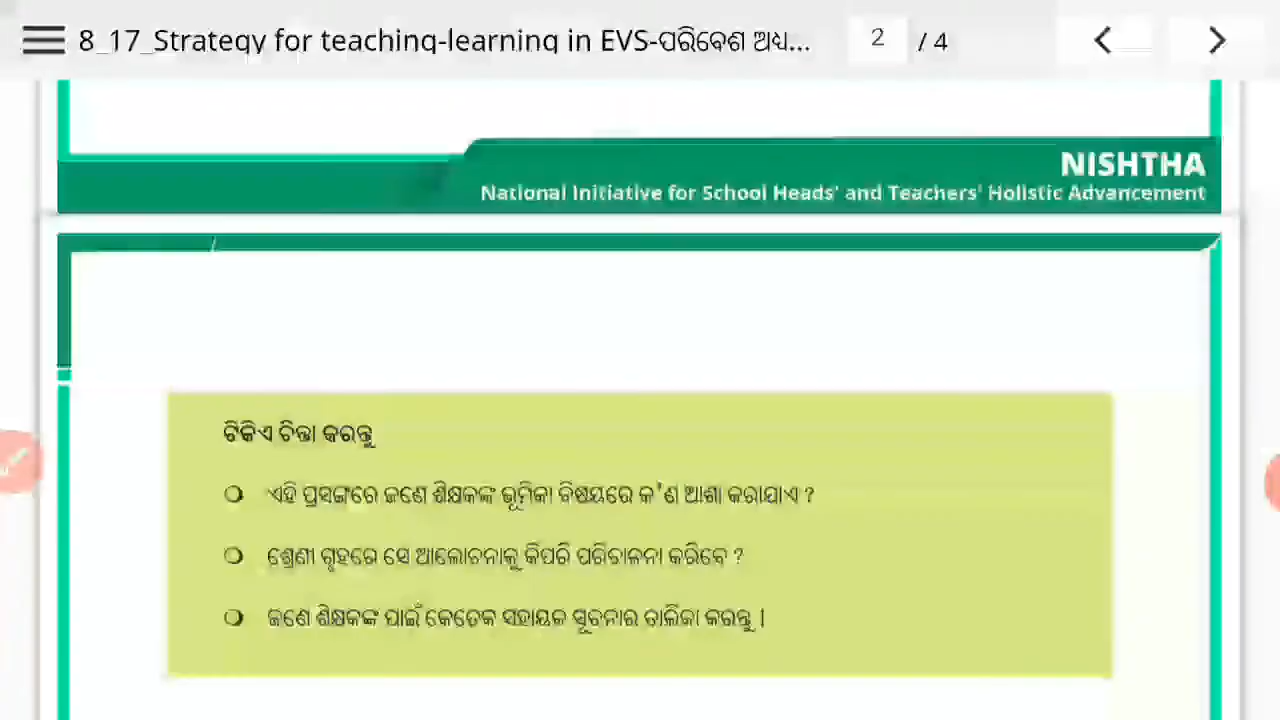 8_17_Strategy for teaching-learning in EVS-ପରିବେଶ ଅଧ...
2 / 4
NISHTHA
National Initiative for School Heads' and Teachers' Holistic Advancement
ଟିକିଏ ଚିନ୍ତା କରନ୍ତୁ
ଏହି ପ୍ରସଙ୍ଗରେ ଜଣେ ଶିକ୍ଷକଙ୍କ ଭୂମିକା ବିଷୟରେ କ'ଣ ଆଶା କରାଯାଏ ?
ଶ୍ରେଣୀ ଗୃହରେ ସେ ଆଲୋଚନାକୁ କିପରି ପରିଚାଳନା କରିବେ ?
ଜଣେ ଶିକ୍ଷକଙ୍କ ପାଇଁ କେତେକ ସହାୟକ ସୂଚନାର ତାଲିକା କରନ୍ତୁ ।